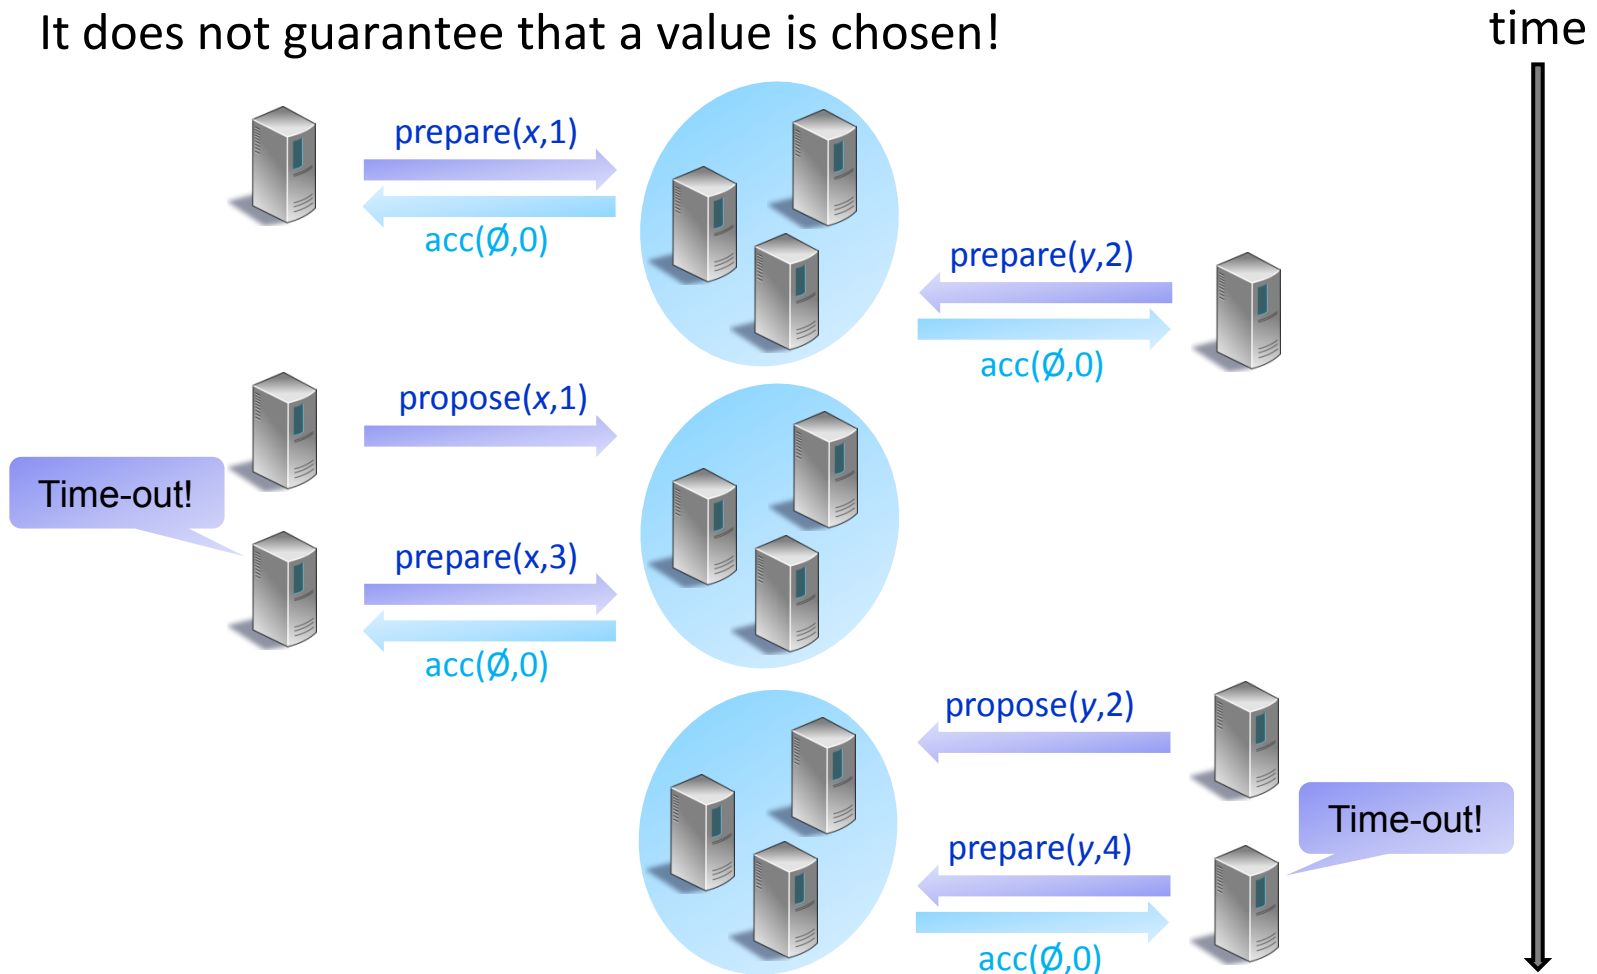 It does not guarantee that a value is chosen!
time
prepare(x,1)
acc(Ø,0)
prepare(y,2)
acc(Ø,0)
propose(x,1)
Time-out!
prepare(x,3)
acc(Ø,0)
propose(y,2)
Time-out!
prepare(y,4)
acc(Ø,0)